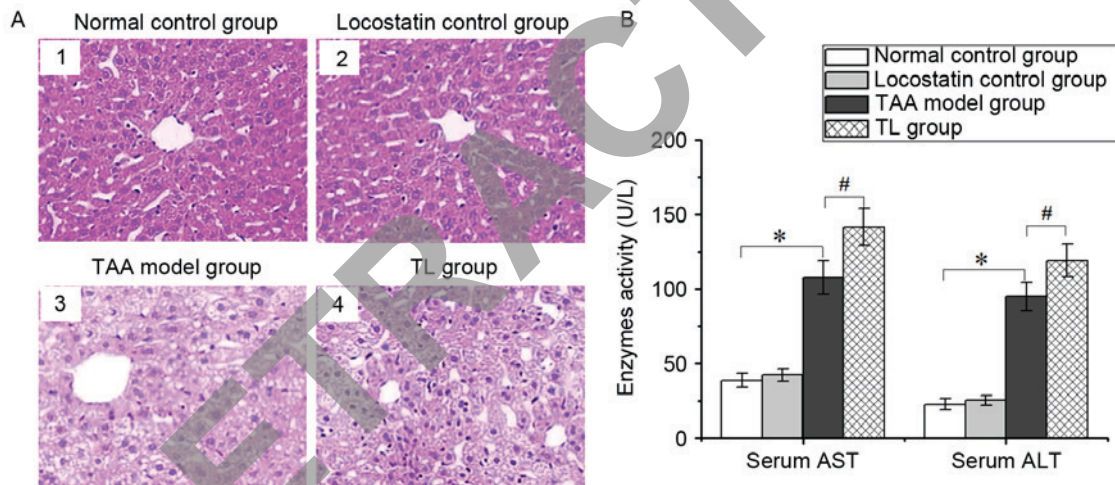 A
Normal control group
Locostatin control group
1
2
TAA model group
TL group
3
4
B
Normal control group
Locostatin control group
TAA model group
TL group
Enzymes activity (U/L)
200
150
100
50
0
*
#
*
#
Serum AST
Serum ALT
ETRACT